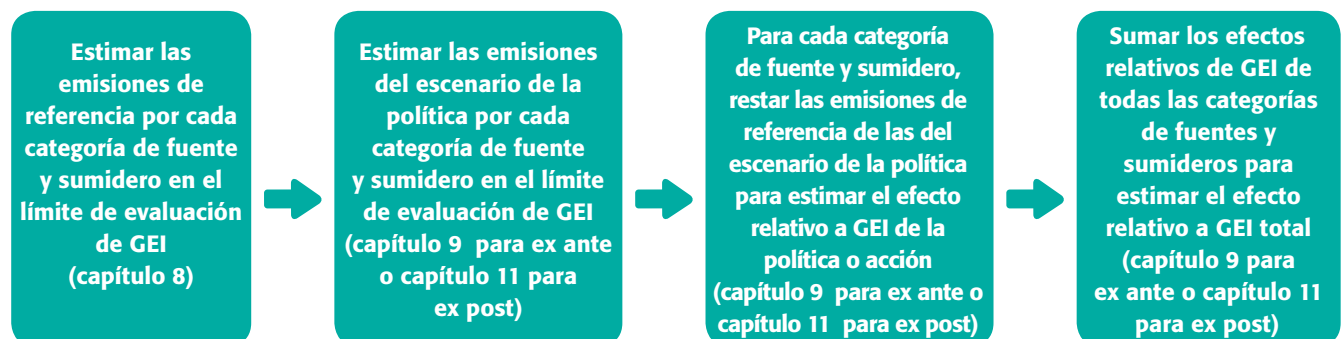 Estimar las
emisiones de
referencia por cada
categoría de fuente
y sumidero en el
límite de evaluación
de GEI
(capítulo 8)
Estimar las emisiones
del escenario de la
política por cada
categoría de fuente
y sumidero en el límite
de evaluación de GEI
(capítulo 9 para ex ante
o capítulo 11 para
ex post)
Para cada categoría
de fuente y sumidero,
restar las emisiones de
referencia de las del
escenario de la política
para estimar el efecto
relativo a GEI de la
política o acción
(capítulo 9 para ex ante o
capítulo 11 para ex post)
Sumar los efectos
relativos de GEI de
todas las categorías
de fuentes y
sumideros para
estimar el efecto
relativo a GEI total
(capítulo 9 para
ex ante o capítulo 11
para ex post)